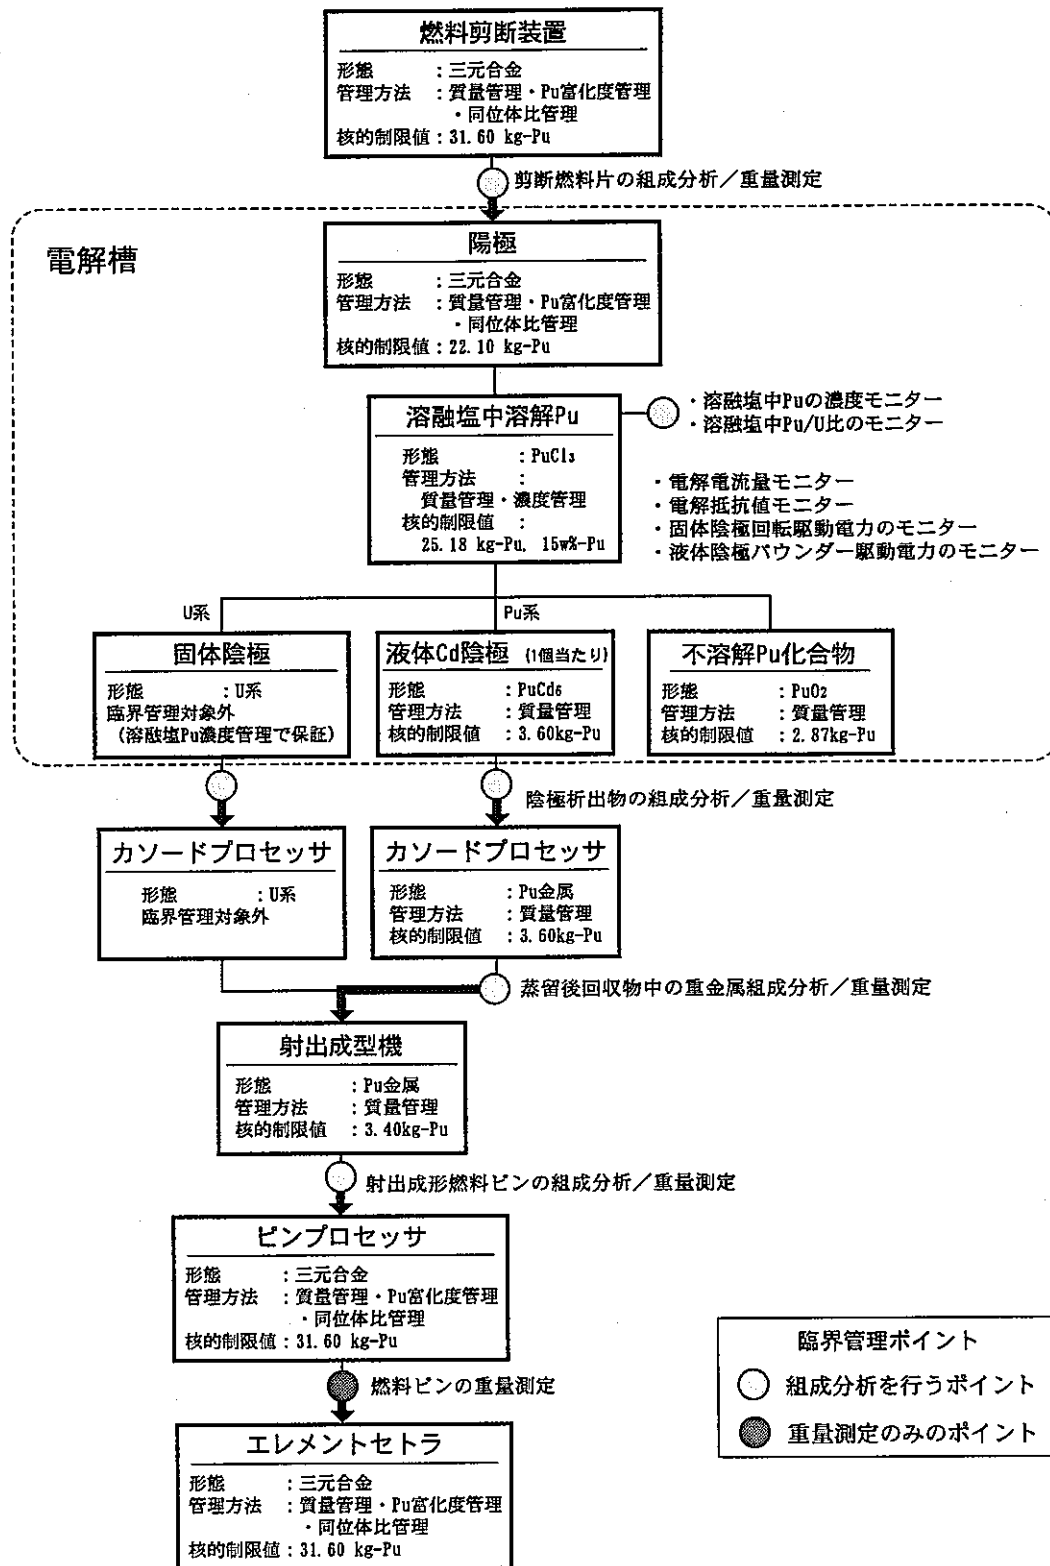 燃料剪断装置
形態 : 三元合金
管理方法 : 質量管理・Pu富化度管理
・同位体比管理
核的制限値 : 31.60 kg-Pu
剪断燃料片の組成分析／重量測定
電解槽
陽極
形態 : 三元合金
管理方法 : 質量管理・Pu富化度管理
・同位体比管理
核的制限値 : 22.10 kg-Pu
溶融塩中溶解Pu
形態 : PuCl3
管理方法 :
質量管理・濃度管理
核的制限値 :
25.18 kg-Pu, 15w%-Pu
・溶融塩中Puの濃度モニター
・溶融塩中Pu/U比のモニター
・電解電流量モニター
・電解抵抗値モニター
・固体陰極回転駆動電力のモニター
・液体陰極パウンダー駆動電力のモニター
U系
Pu系
固体陰極
形態 : U系
臨界管理対象外
(溶融塩Pu濃度管理で保証)
液体Cd陰極 (1個当たり)
形態 : PuCd6
管理方法 : 質量管理
核的制限値 : 3.60kg-Pu
不溶解Pu化合物
形態 : PuO2
管理方法 : 質量管理
核的制限値 : 2.87kg-Pu
陰極析出物の組成分析／重量測定
カソードプロセッサ
形態 : U系
臨界管理対象外
カソードプロセッサ
形態 : Pu金属
管理方法 : 質量管理
核的制限値 : 3.60kg-Pu
蒸留後回収物中の重金属組成分析／重量測定
射出成型機
形態 : Pu金属
管理方法 : 質量管理
核的制限値 : 3.40kg-Pu
射出成形燃料ピンの組成分析／重量測定
ピンプロセッサ
形態 : 三元合金
管理方法 : 質量管理・Pu富化度管理
・同位体比管理
核的制限値 : 31.60 kg-Pu
燃料ピンの重量測定
エレメントセトラ
形態 : 三元合金
管理方法 : 質量管理・Pu富化度管理
・同位体比管理
核的制限値 : 31.60 kg-Pu
臨界管理ポイント
組成分析を行うポイント
重量測定のみのポイント